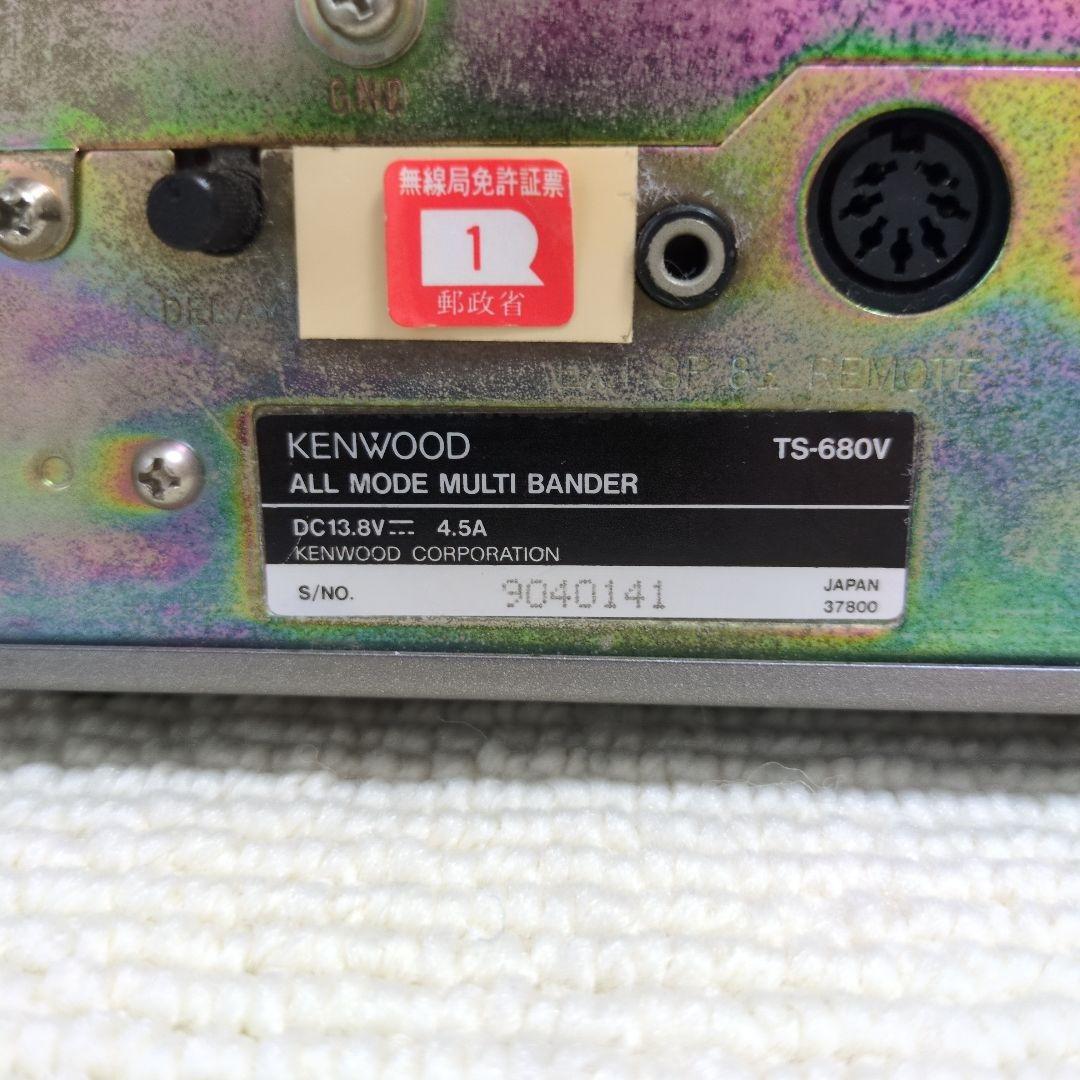 GND
無線局免許証票
1
郵政省
EXT SP 8Ω REMOTE
KENWOOD TS-680V
ALL MODE MULTI BANDER
DC13.8V⎓ 4.5A
KENWOOD CORPORATION
S/NO. 9040141 JAPAN
37800